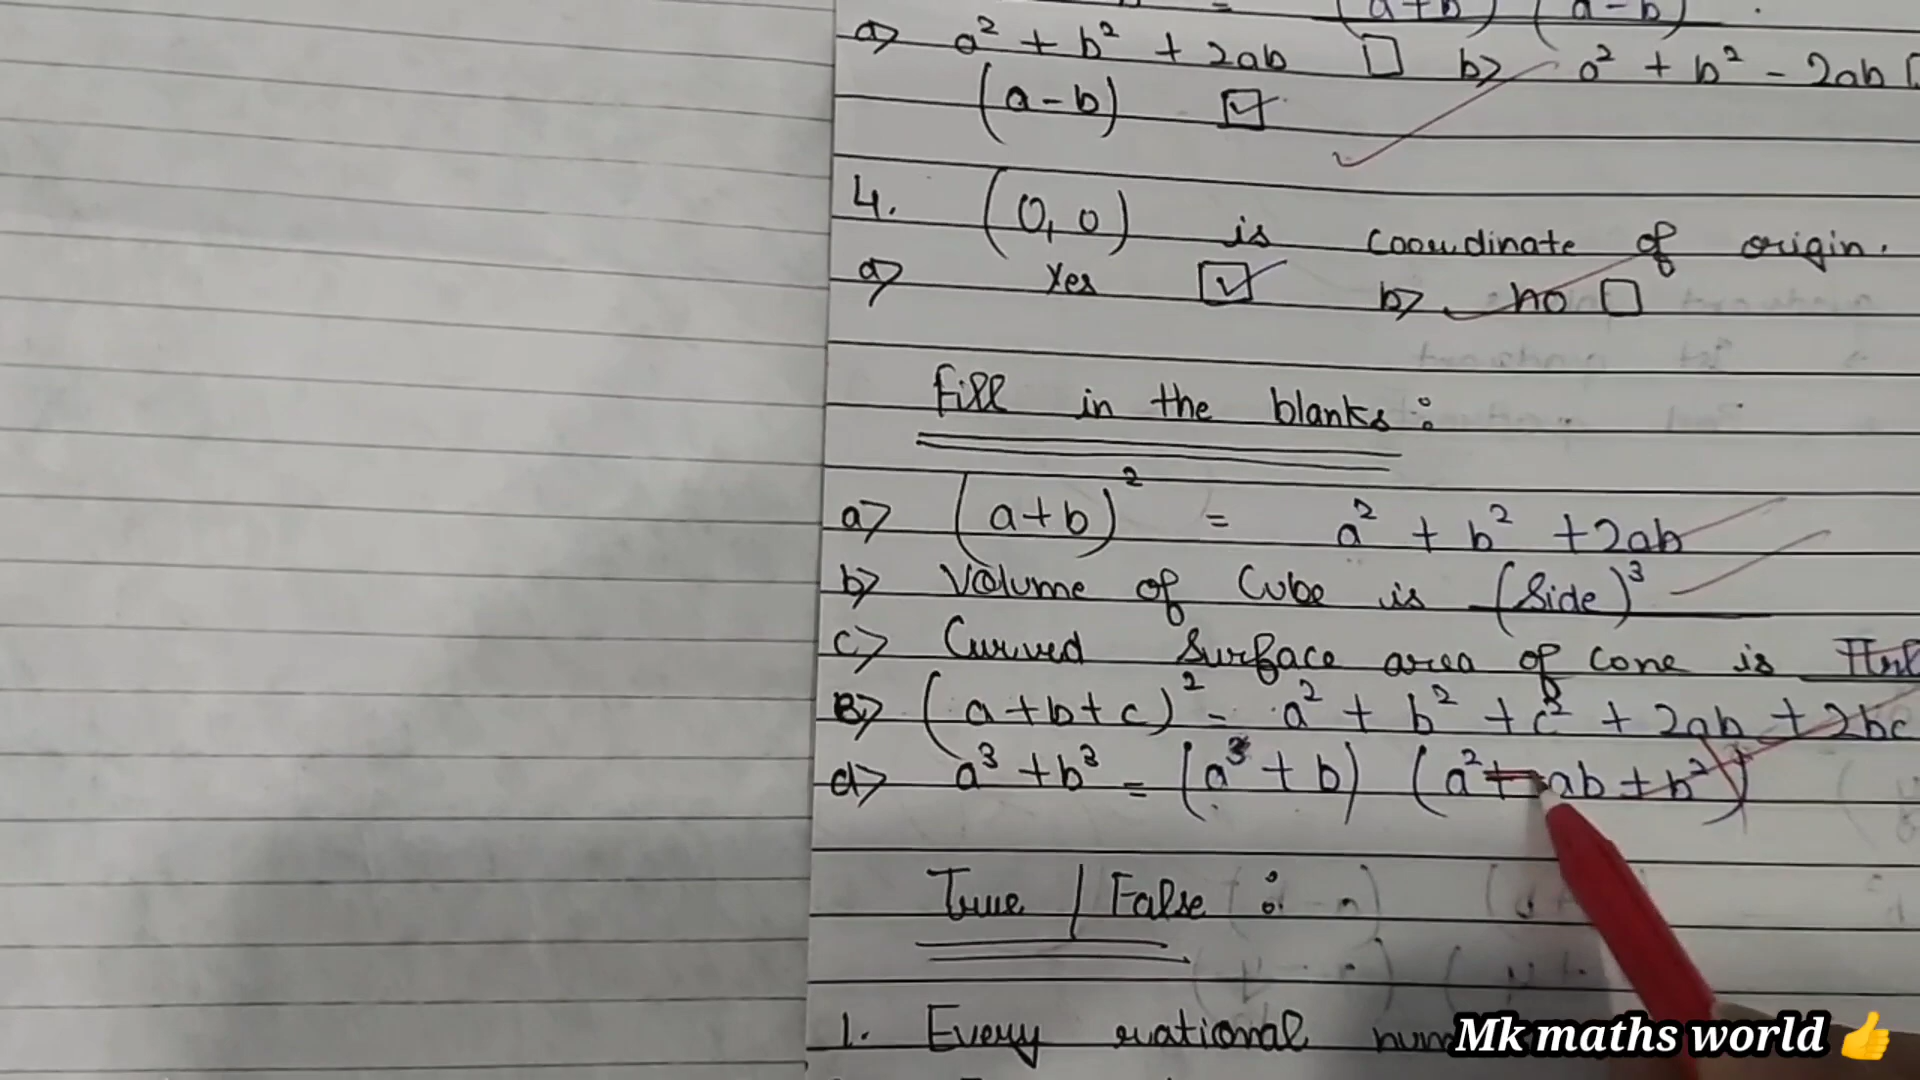 = (a+b) (a-b) .
a> a² + b² + 2ab ☐ b> a² + b² - 2ab
(a-b) ☑
4. (0, 0) is coordinate of origin.
a> Yes ☑ b> no ☐
Fill in the blanks :
a> (a+b)² = a² + b² +2ab
b> Volume of Cube is (Side)³
c> Curved Surface area of cone is πrl
(a+b+c)² = a² + b² + c² + 2ab + 2bc
d> a³ + b³ = (a + b) (a² - ab + b²)
True / False :
1. Every rational num
Mk maths world 👍